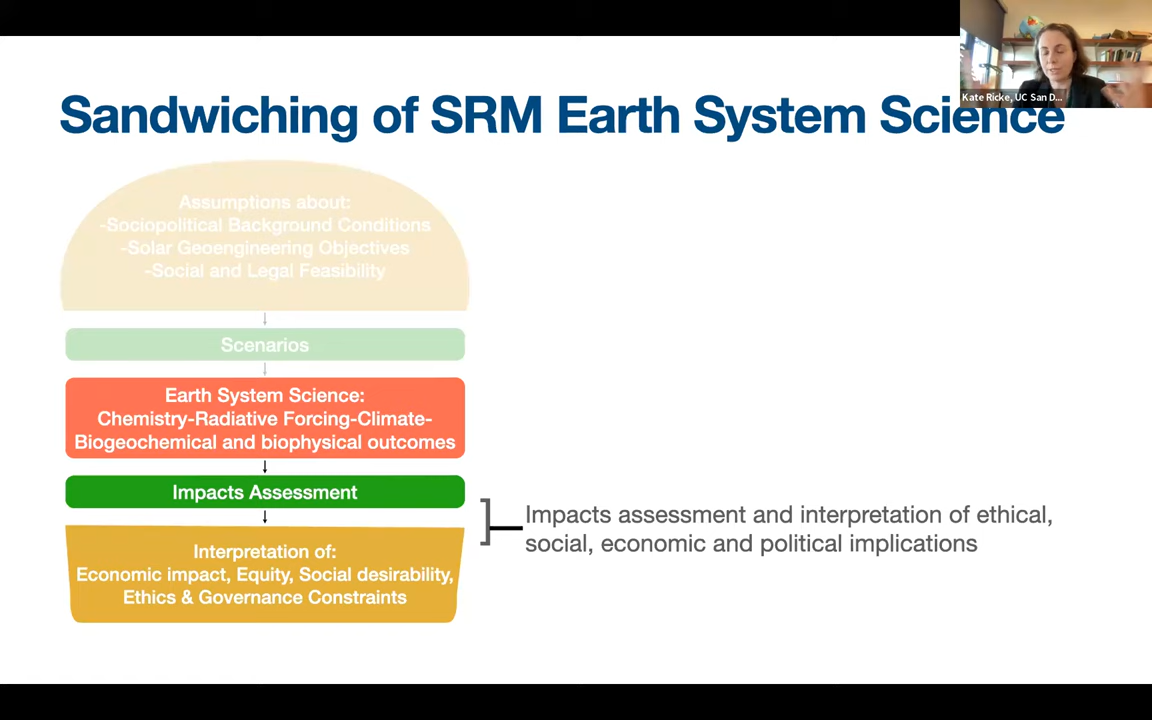 Sandwiching of SRM Earth System Science
Kate Ricke, UC San D...
Assumptions about:
-Sociopolitical Background Conditions
-Solar Geoengineering Objectives
-Social and Legal Feasibility
Scenarios
Earth System Science:
Chemistry-Radiative Forcing-Climate-
Biogeochemical and biophysical outcomes
Impacts Assessment
Impacts assessment and interpretation of ethical,
social, economic and political implications
Interpretation of:
Economic impact, Equity, Social desirability,
Ethics & Governance Constraints